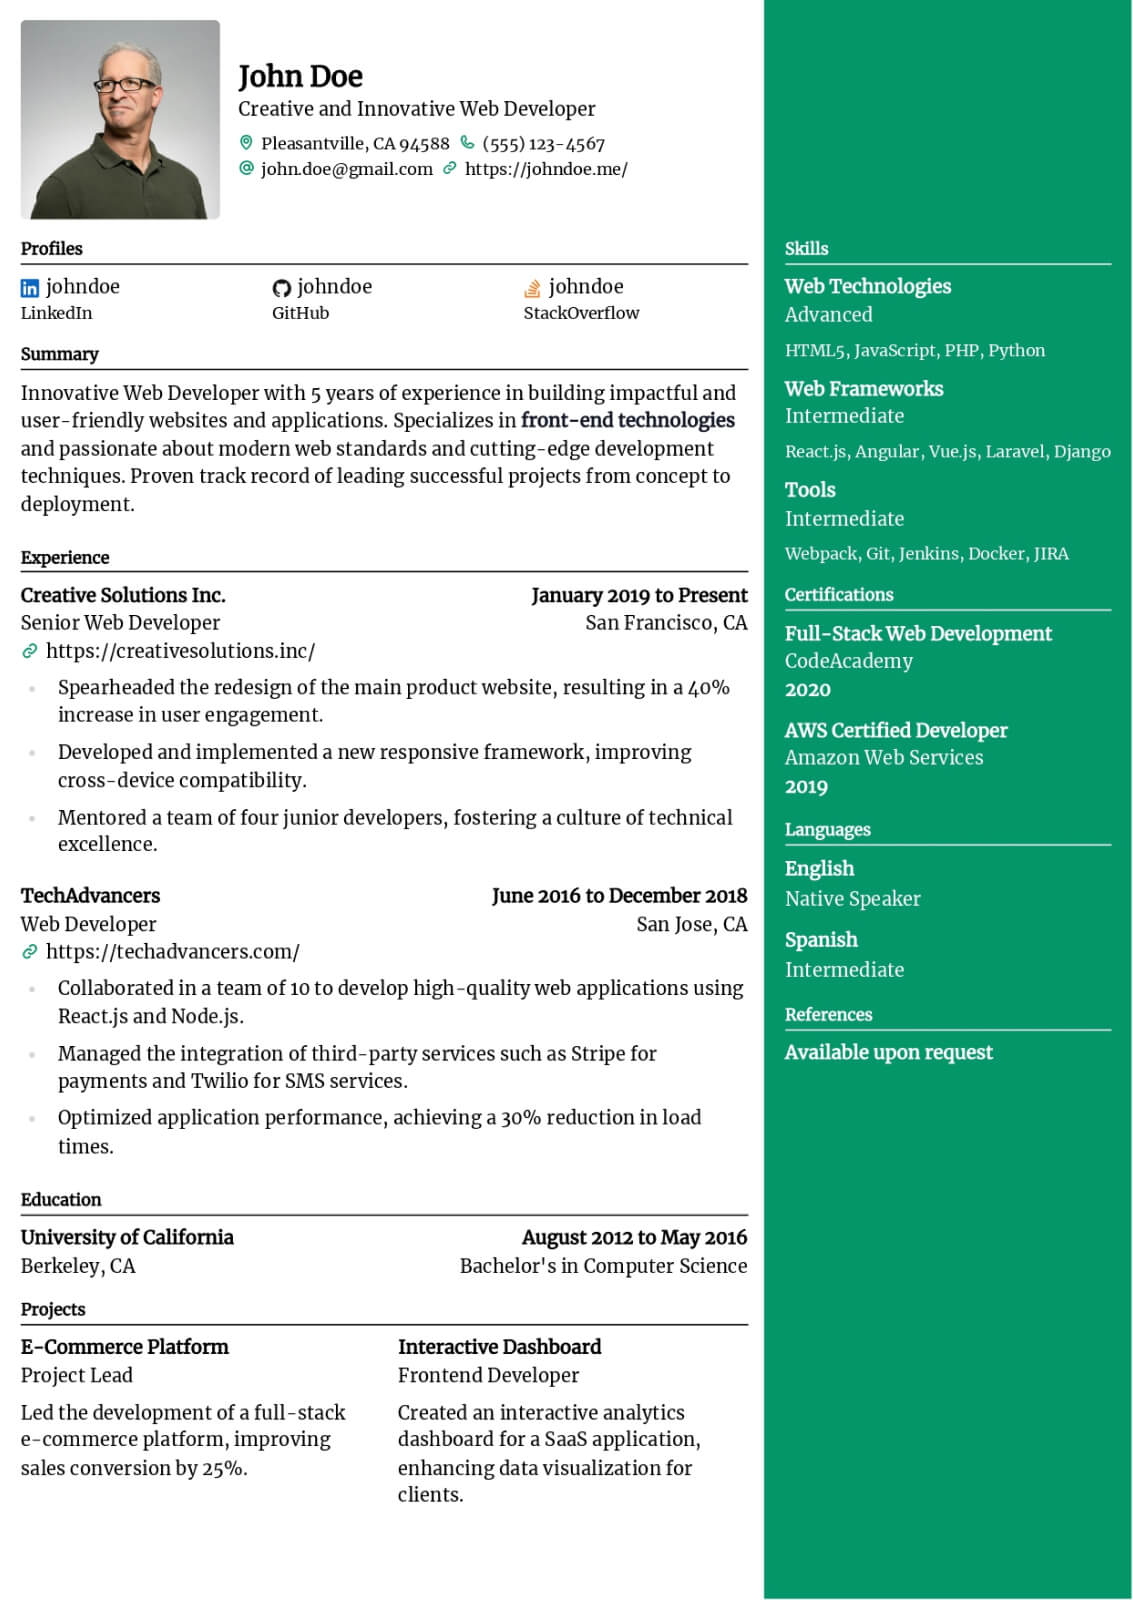 John Doe
Creative and Innovative Web Developer
Pleasantville, CA 94588 (555) 123-4567
john.doe@gmail.com https://johndoe.me/
Profiles
johndoe johndoe johndoe
LinkedIn GitHub StackOverflow
Summary
Innovative Web Developer with 5 years of experience in building impactful and
user-friendly websites and applications. Specializes in front-end technologies
and passionate about modern web standards and cutting-edge development
techniques. Proven track record of leading successful projects from concept to
deployment.
Experience
Creative Solutions Inc. January 2019 to Present
Senior Web Developer San Francisco, CA
https://creativesolutions.inc/
Spearheaded the redesign of the main product website, resulting in a 40%
increase in user engagement.
Developed and implemented a new responsive framework, improving
cross-device compatibility.
Mentored a team of four junior developers, fostering a culture of technical
excellence.
TechAdvancers June 2016 to December 2018
Web Developer San Jose, CA
https://techadvancers.com/
Collaborated in a team of 10 to develop high-quality web applications using
React.js and Node.js.
Managed the integration of third-party services such as Stripe for
payments and Twilio for SMS services.
Optimized application performance, achieving a 30% reduction in load
times.
Education
University of California August 2012 to May 2016
Berkeley, CA Bachelor's in Computer Science
Projects
E-Commerce Platform
Project Lead
Led the development of a full-stack
e-commerce platform, improving
sales conversion by 25%.
Interactive Dashboard
Frontend Developer
Created an interactive analytics
dashboard for a SaaS application,
enhancing data visualization for
clients.
Skills
Web Technologies
Advanced
HTML5, JavaScript, PHP, Python
Web Frameworks
Intermediate
React.js, Angular, Vue.js, Laravel, Django
Tools
Intermediate
Webpack, Git, Jenkins, Docker, JIRA
Certifications
Full-Stack Web Development
CodeAcademy
2020
AWS Certified Developer
Amazon Web Services
2019
Languages
English
Native Speaker
Spanish
Intermediate
References
Available upon request